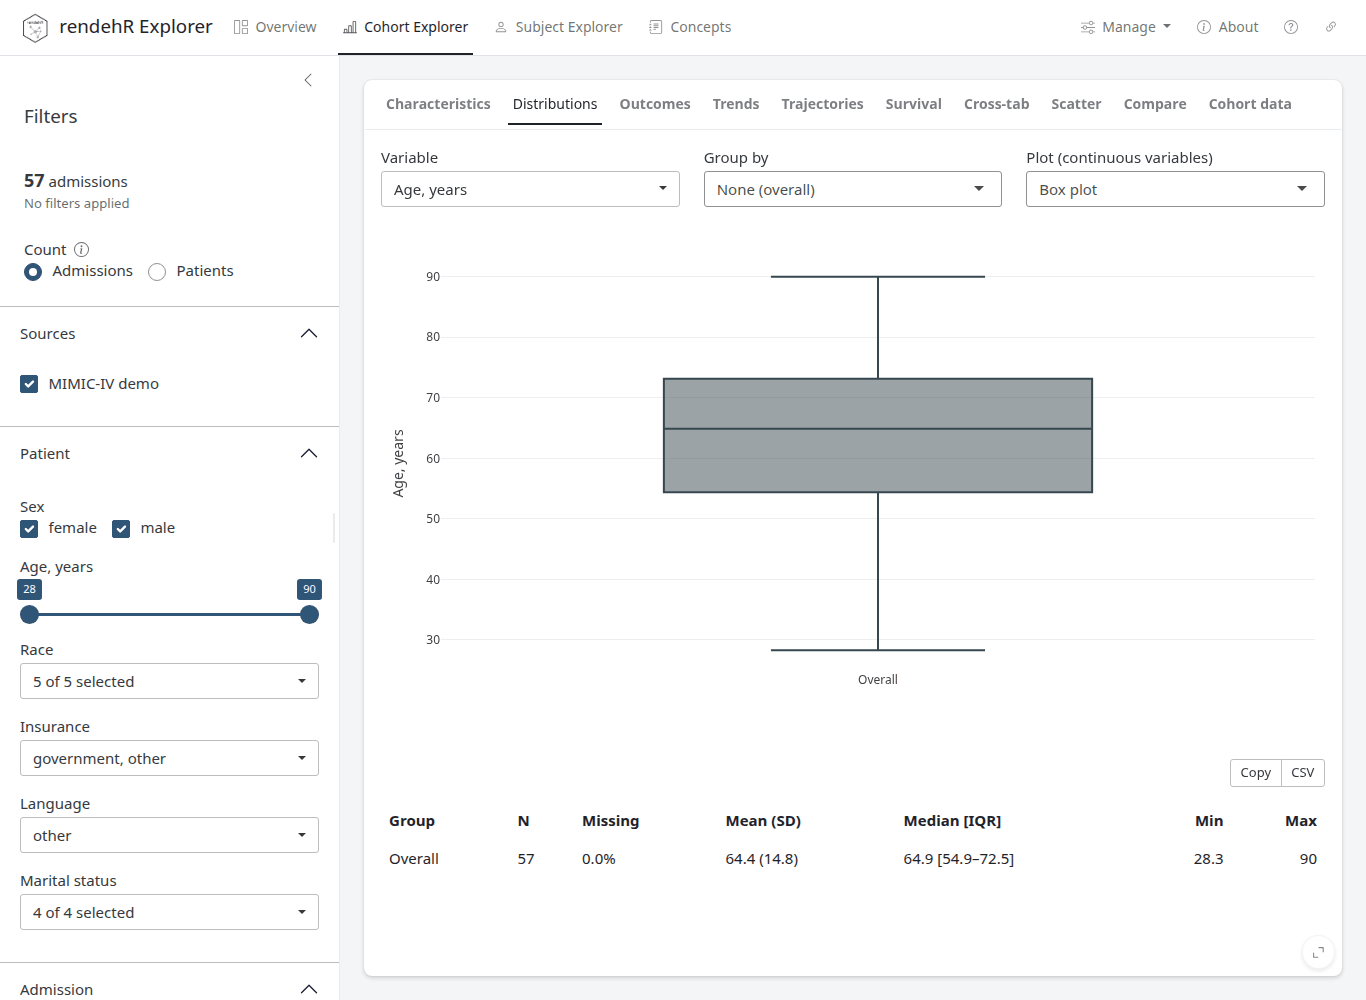 rendehR Explorer
Overview
Cohort Explorer
Subject Explorer
Concepts
Manage
About
Filters
57 admissions
No filters applied
Count
Admissions
Patients
Sources
MIMIC-IV demo
Patient
Sex
female
male
Age, years
28
90
Race
5 of 5 selected
Insurance
government, other
Language
other
Marital status
4 of 4 selected
Admission
Characteristics
Distributions
Outcomes
Trends
Trajectories
Survival
Cross-tab
Scatter
Compare
Cohort data
Variable
Group by
Plot (continuous variables)
Age, years
None (overall)
Box plot
90
80
70
60
50
40
30
Age, years
Overall
Copy
CSV
Group N Missing Mean (SD) Median [IQR] Min Max
Overall 57 0.0% 64.4 (14.8) 64.9 [54.9–72.5] 28.3 90